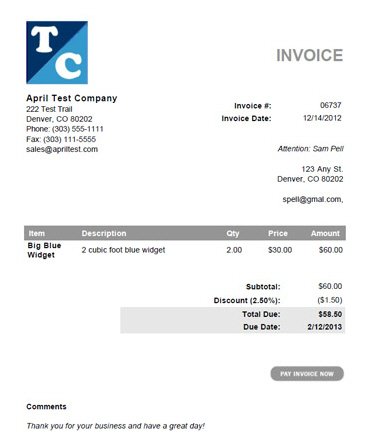 T
C
INVOICE
April Test Company
222 Test Trail
Denver, CO 80202
Phone: (303) 555-1111
Fax: (303) 111-5555
sales@apriltest.com
Invoice #: 06737
Invoice Date: 12/14/2012
Attention: Sam Pell
123 Any St.
Denver, CO 80202
spell@gmal.com,
Item Description Qty Price Amount
Big Blue
Widget 2 cubic foot blue widget 2.00 $30.00 $60.00
Subtotal: $60.00
Discount (2.50%): ($1.50)
Total Due: $58.50
Due Date: 2/12/2013
PAY INVOICE NOW
Comments
Thank you for your business and have a great day!